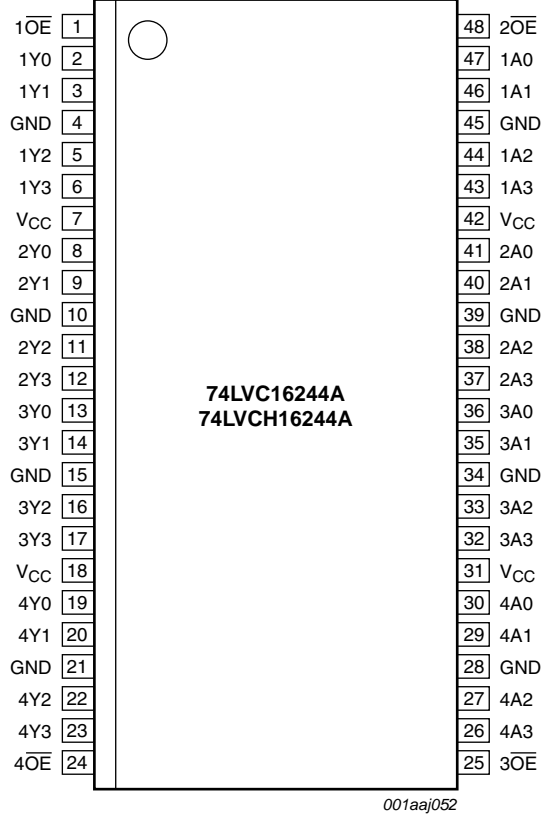 1OE 1 48 2OE
1Y0 2 47 1A0
1Y1 3 46 1A1
GND 4 45 GND
1Y2 5 44 1A2
1Y3 6 43 1A3
VCC 7 42 VCC
2Y0 8 41 2A0
2Y1 9 40 2A1
GND 10 39 GND
2Y2 11 38 2A2
2Y3 12 37 2A3
74LVC16244A
74LVCH16244A
3Y0 13 36 3A0
3Y1 14 35 3A1
GND 15 34 GND
3Y2 16 33 3A2
3Y3 17 32 3A3
VCC 18 31 VCC
4Y0 19 30 4A0
4Y1 20 29 4A1
GND 21 28 GND
4Y2 22 27 4A2
4Y3 23 26 4A3
4OE 24 25 3OE
001aaj052